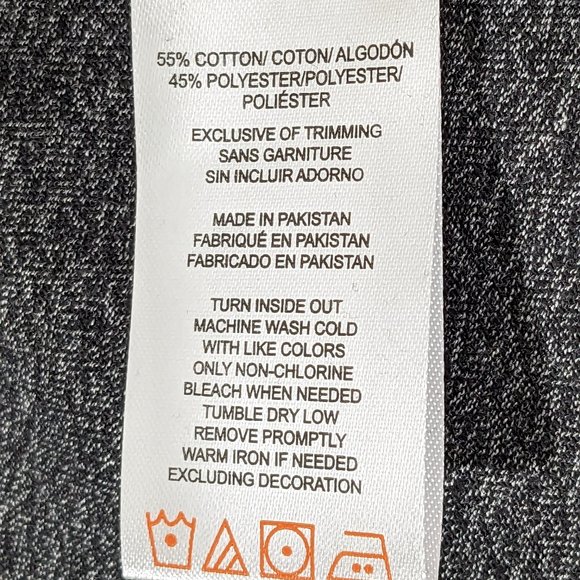 55% COTTON/ COTON/ ALGODÓN
45% POLYESTER/POLYESTER/
POLIÉSTER
EXCLUSIVE OF TRIMMING
SANS GARNITURE
SIN INCLUIR ADORNO
MADE IN PAKISTAN
FABRIQUÉ EN PAKISTAN
FABRICADO EN PAKISTAN
TURN INSIDE OUT
MACHINE WASH COLD
WITH LIKE COLORS
ONLY NON-CHLORINE
BLEACH WHEN NEEDED
TUMBLE DRY LOW
REMOVE PROMPTLY
WARM IRON IF NEEDED
EXCLUDING DECORATION